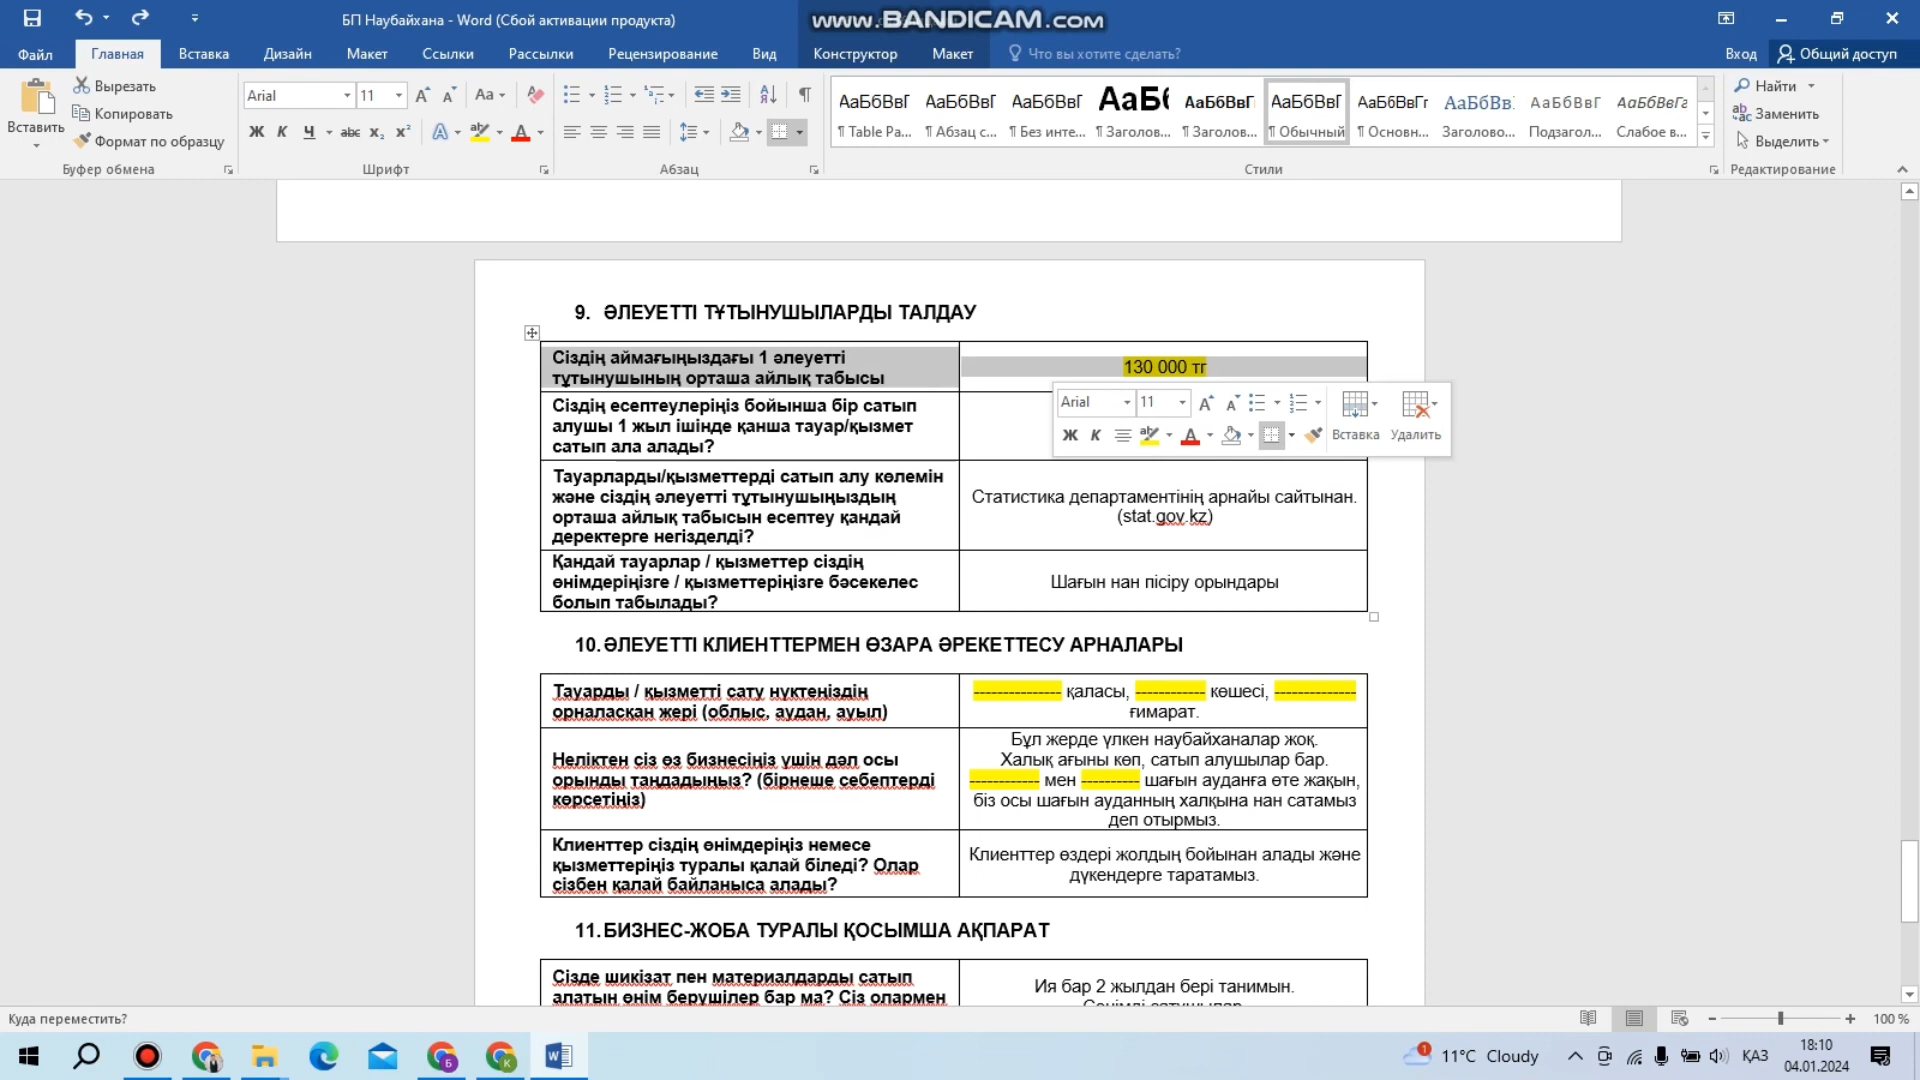 БП Наубайхана - Word (Сбой активации продукта)
www.BANDICAM.com
Файл Главная Вставка Дизайн Макет Ссылки Рассылки Рецензирование Вид Конструктор Макет Что вы хотите сделать? Вход Общий доступ
Вставить
Вырезать
Копировать
Формат по образцу
Буфер обмена
Arial 11
Шрифт
Абзац
АаБбВвГ АаБбВвГ АаБбВвГ АаБб АаБбВвГг АаБбВвГ АаБбВвГг АаБбВв АаБбВвГ АаБбВвГг
¶ Table Pa... ¶ Абзац с... ¶ Без инте... ¶ Заголов... ¶ Заголов... ¶ Обычный ¶ Основн... Заголово... Подзагол... Слабое в...
Стили
Найти
Заменить
Выделить
Редактирование
9. ӘЛЕУЕТТІ ТҰТЫНУШЫЛАРДЫ ТАЛДАУ
Сіздің аймағыңыздағы 1 әлеуетті
тұтынушының орташа айлық табысы
130 000 тг
Сіздің есептеулеріңіз бойынша бір сатып
алушы 1 жыл ішінде қанша тауар/қызмет
сатып ала алады?
Arial 11
Ж К
Вставка Удалить
Тауарларды/қызметтерді сатып алу көлемін
және сіздің әлеуетті тұтынушыңыздың
орташа айлық табысын есептеу қандай
деректерге негізделді?
Статистика департаментінің арнайы сайтынан.
(stat.gov.kz)
Қандай тауарлар / қызметтер сіздің
өнімдеріңізге / қызметтеріңізге бәсекелес
болып табылады?
Шағын нан пісіру орындары
10. ӘЛЕУЕТТІ КЛИЕНТТЕРМЕН ӨЗАРА ӘРЕКЕТТЕСУ АРНАЛАРЫ
Тауарды / қызметті сату нүктеңіздің
орналасқан жері (облыс, аудан, ауыл)
--------------- қаласы, ------------ көшесі, --------------
ғимарат.
Неліктен сіз өз бизнесіңіз үшін дәл осы
орынды таңдадыңыз? (бірнеше себептерді
көрсетіңіз)
Бұл жерде үлкен наубайханалар жоқ.
Халық ағыны көп, сатып алушылар бар.
------------ мен ---------- шағын ауданға өте жақын,
біз осы шағын ауданның халқына нан сатамыз
деп отырмыз.
Клиенттер сіздің өнімдеріңіз немесе
қызметтеріңіз туралы қалай біледі? Олар
сізбен қалай байланыса алады?
Клиенттер өздері жолдың бойынан алады және
дүкендерге таратамыз.
11. БИЗНЕС-ЖОБА ТУРАЛЫ ҚОСЫМША АҚПАРАТ
Сізде шикізат пен материалдарды сатып
алатын өнім берушілер бар ма? Сіз олармен
Ия бар 2 жылдан бері танимын.
Куда переместить?
100 %
11°C Cloudy
ҚАЗ
18:10
04.01.2024